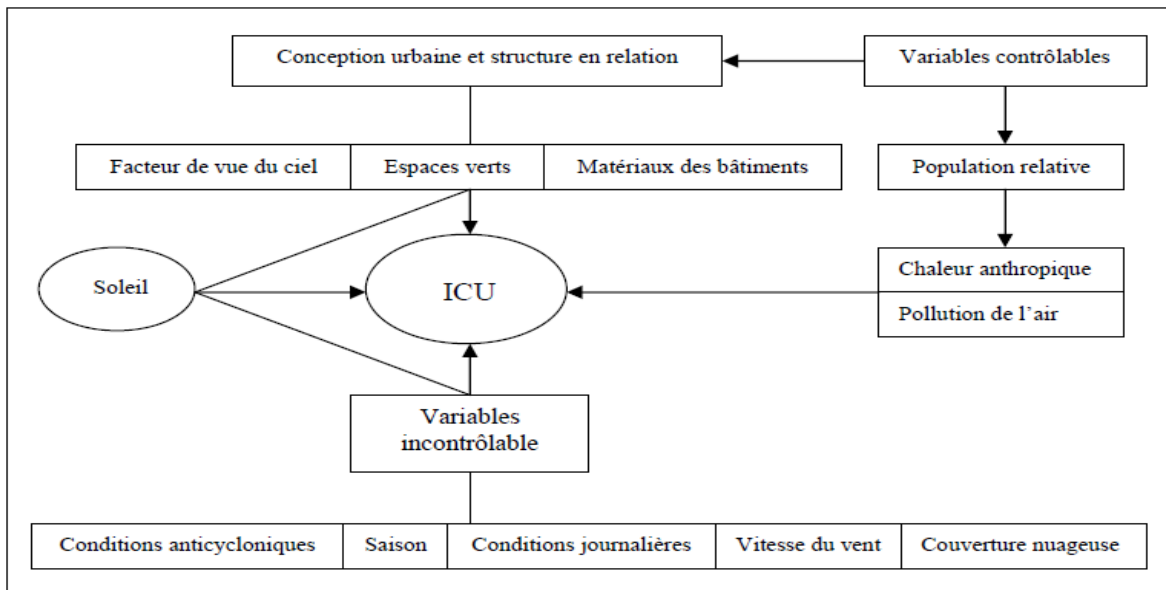 Conception urbaine et structure en relation
Variables contrôlables
Facteur de vue du ciel
Espaces verts
Matériaux des bâtiments
Population relative
Soleil
ICU
Chaleur anthropique
Pollution de l'air
Variables
incontrôlable
Conditions anticycloniques
Saison
Conditions journalières
Vitesse du vent
Couverture nuageuse